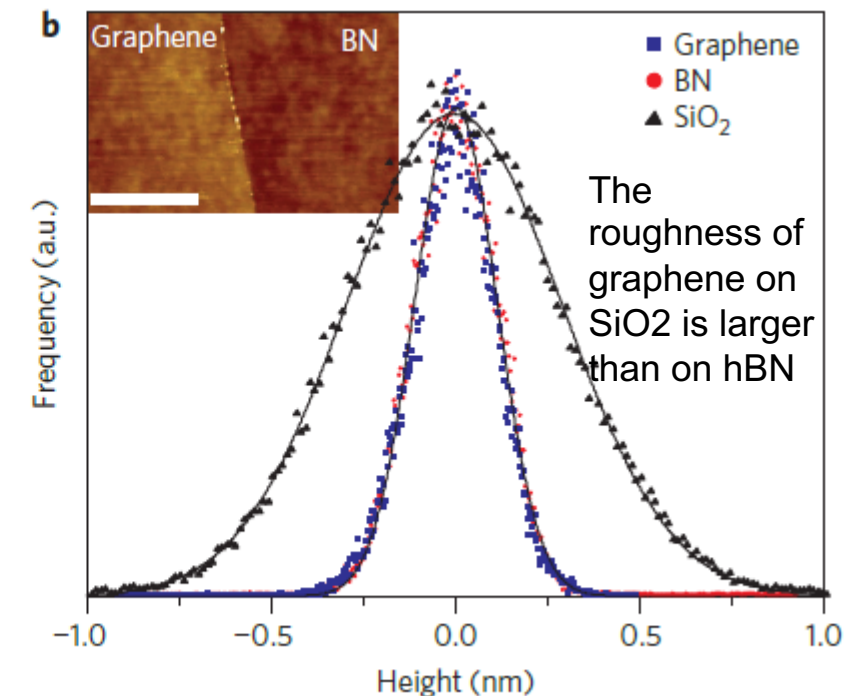 b
Graphene
BN
Graphene
BN
SiO₂
The
roughness of
graphene on
SiO2 is larger
than on hBN
Frequency (a.u.)
−1.0
−0.5
0.0
0.5
1.0
Height (nm)